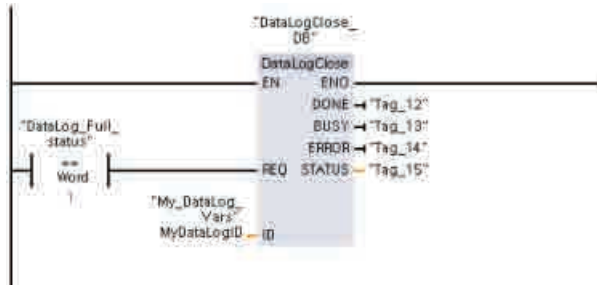 "DataLogClose_
DB"
DataLogClose
EN ENO
DONE "Tag_12"
BUSY "Tag_13"
"DataLog_Full_
status"
ERROR "Tag_14"
==
Word
1
REQ STATUS "Tag_15"
"My_DataLog_
Vars"
MyDataLogID ID